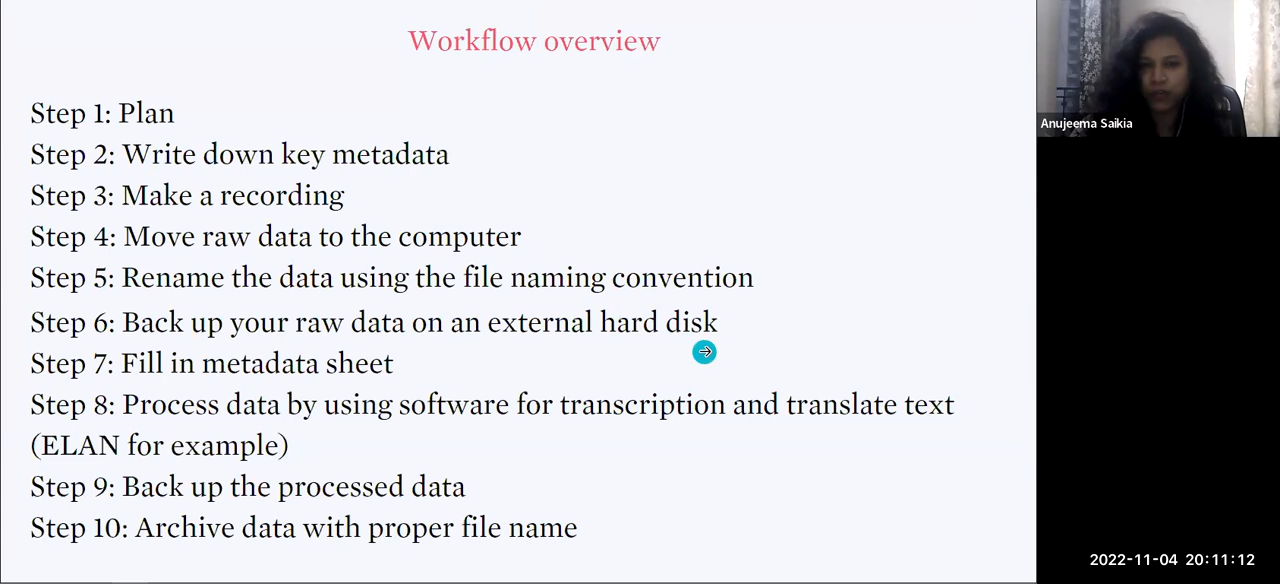 Workflow overview
Step 1: Plan
Step 2: Write down key metadata
Step 3: Make a recording
Step 4: Move raw data to the computer
Step 5: Rename the data using the file naming convention
Step 6: Back up your raw data on an external hard disk
Step 7: Fill in metadata sheet
Step 8: Process data by using software for transcription and translate text
(ELAN for example)
Step 9: Back up the processed data
Step 10: Archive data with proper file name
Anujeema Saikia
2022-11-04 20:11:12